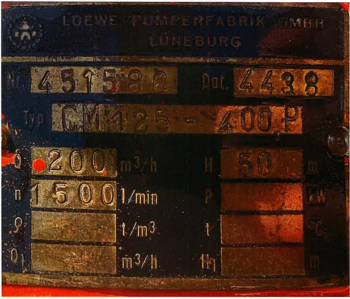 LOEWE PUMPENFABRIK GMBH
LÜNEBURG
Nr. Dat. 4438
Typ CM 125 - 400, P
Q 200 m³/h H 50 m
n 1500 l/min P kW
ϱ t/m³ t °C
Q₁ m³/h H₁